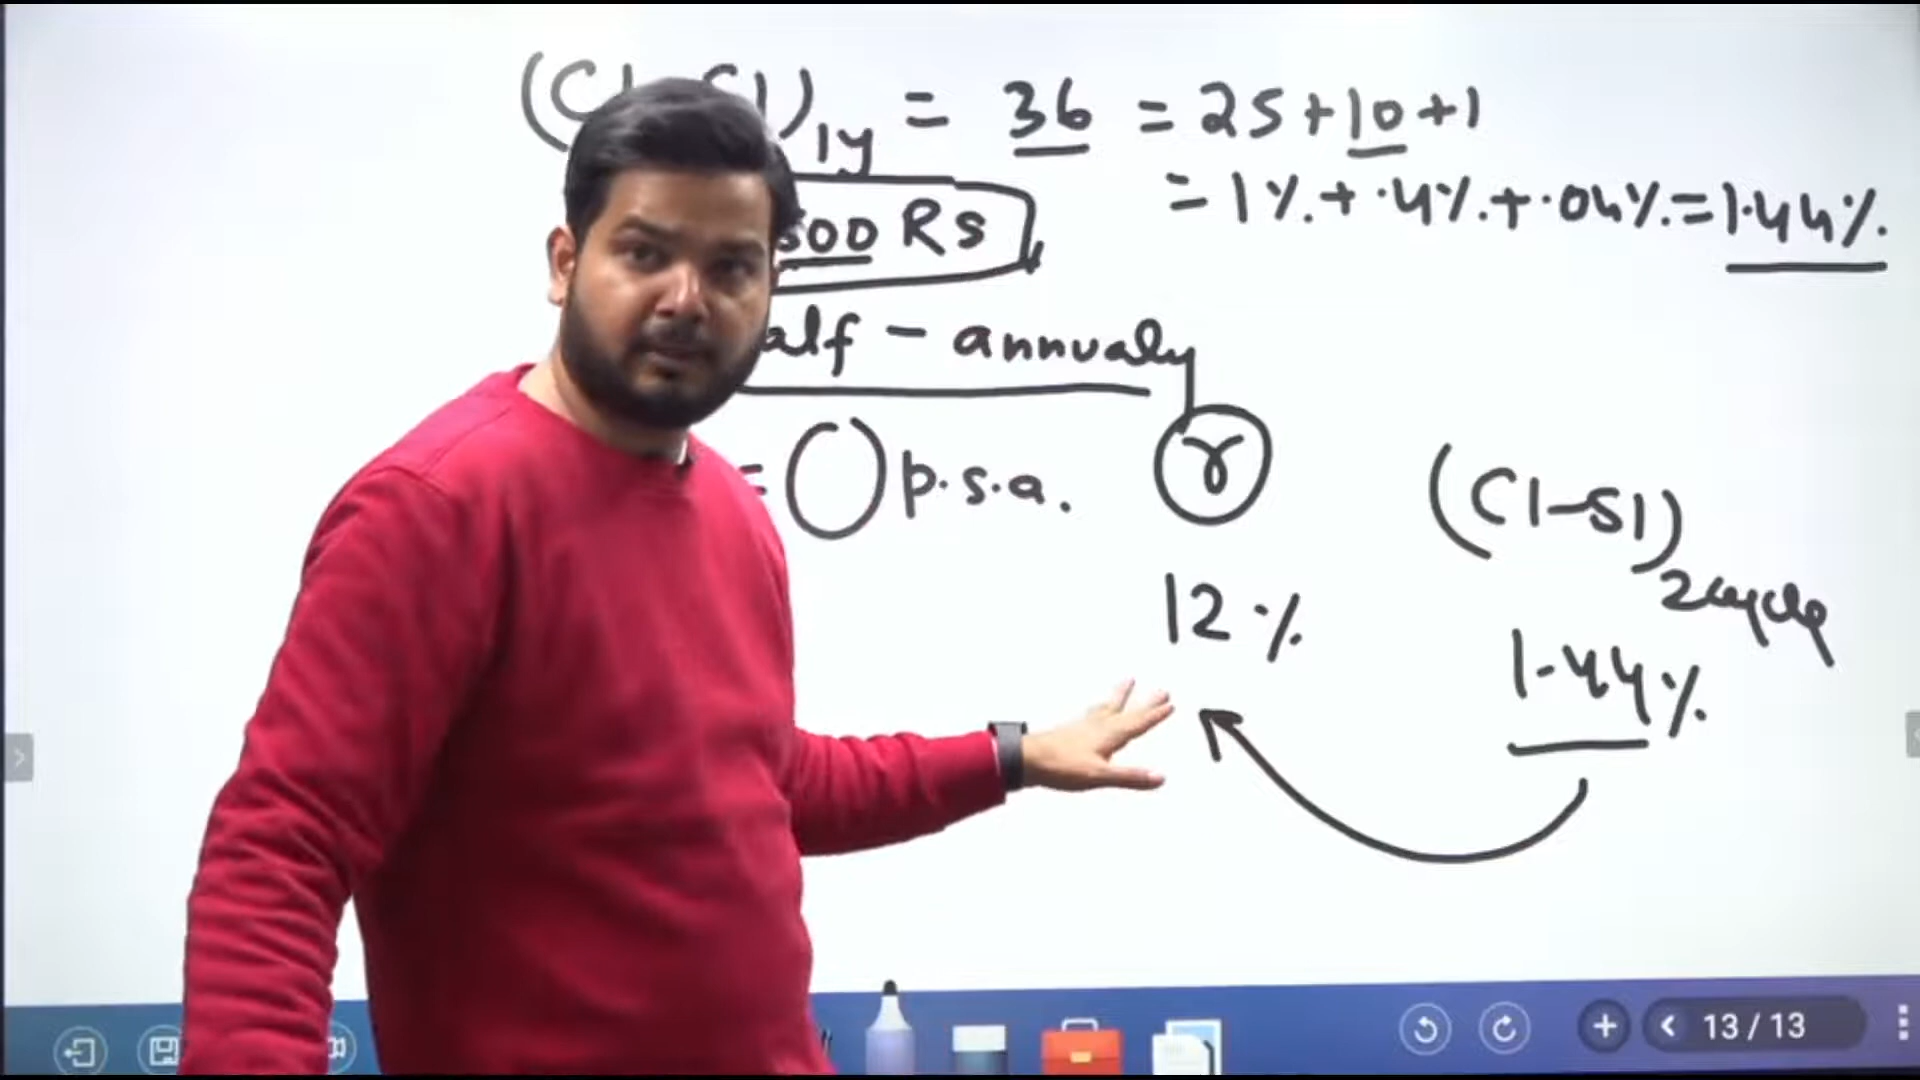 (CI-SI)1y = 36 = 25+10+1
= 1%.+.4%.+.04%.=1.44%.
500 Rs
alf - annualy
= p.s.a. r
(CI-SI)2cycle
12%
1.44%
13 / 13